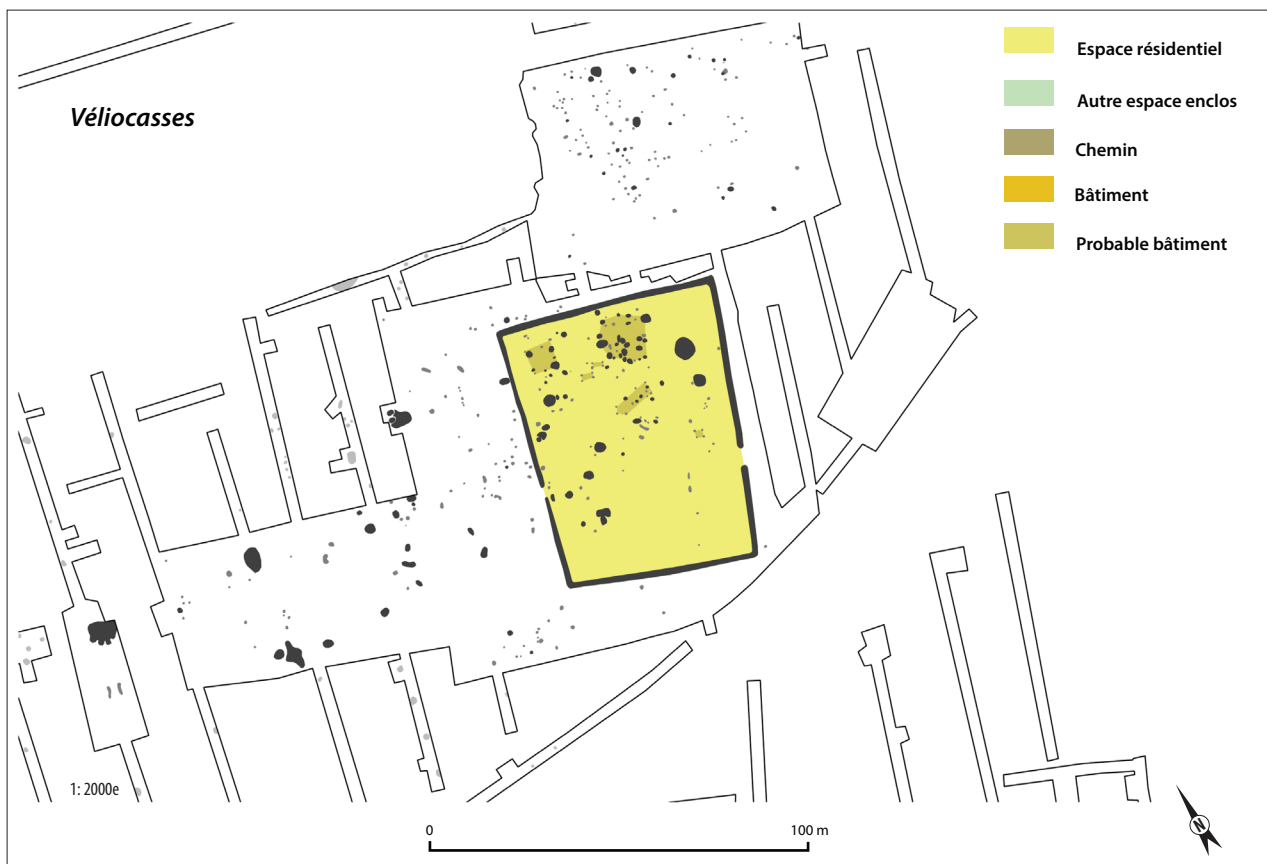 Véliocasses
Espace résidentiel
Autre espace enclos
Chemin
Bâtiment
Probable bâtiment
1: 2000e
0
100 m
N